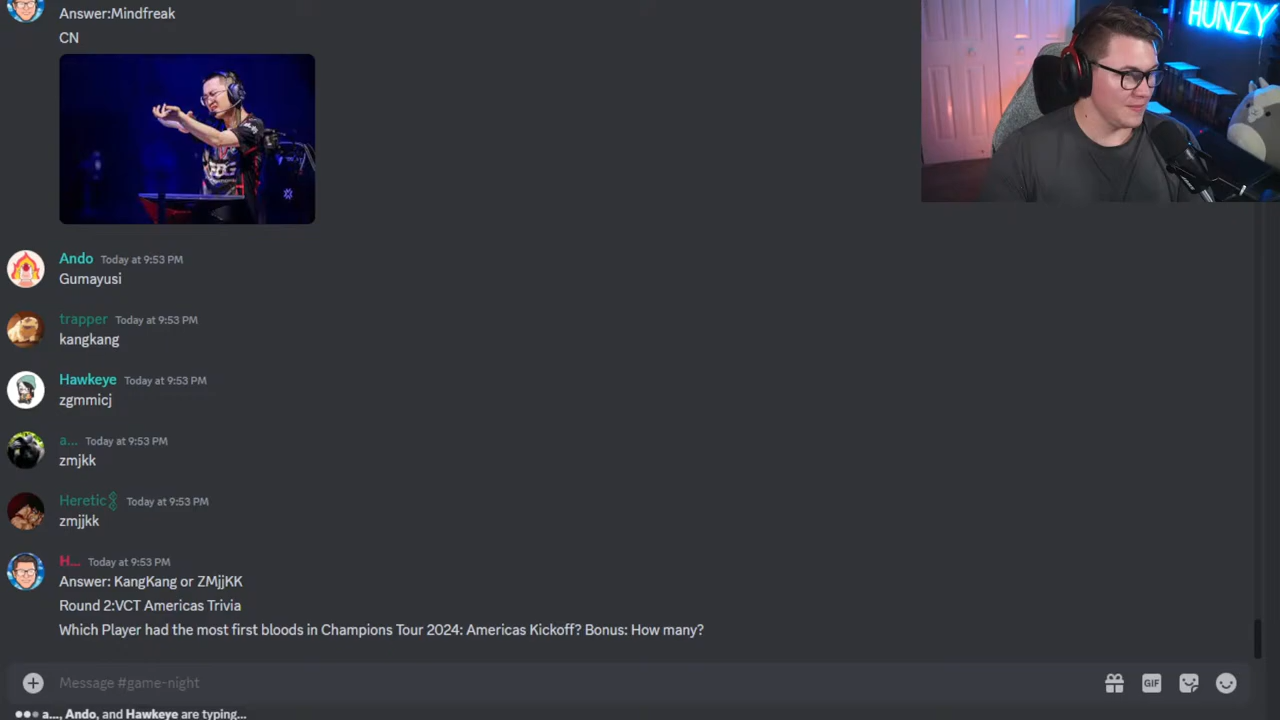 HUNZY
Answer:Mindfreak
CN
Ando Today at 9:53 PM
Gumayusi
trapper Today at 9:53 PM
kangkang
Hawkeye Today at 9:53 PM
zgmmicj
a... Today at 9:53 PM
zmjkk
Heretic Today at 9:53 PM
zmjjkk
H... Today at 9:53 PM
Answer: KangKang or ZMjjKK
Round 2:VCT Americas Trivia
Which Player had the most first bloods in Champions Tour 2024: Americas Kickoff? Bonus: How many?
Message #game-night
GIF
a..., Ando, and Hawkeye are typing...